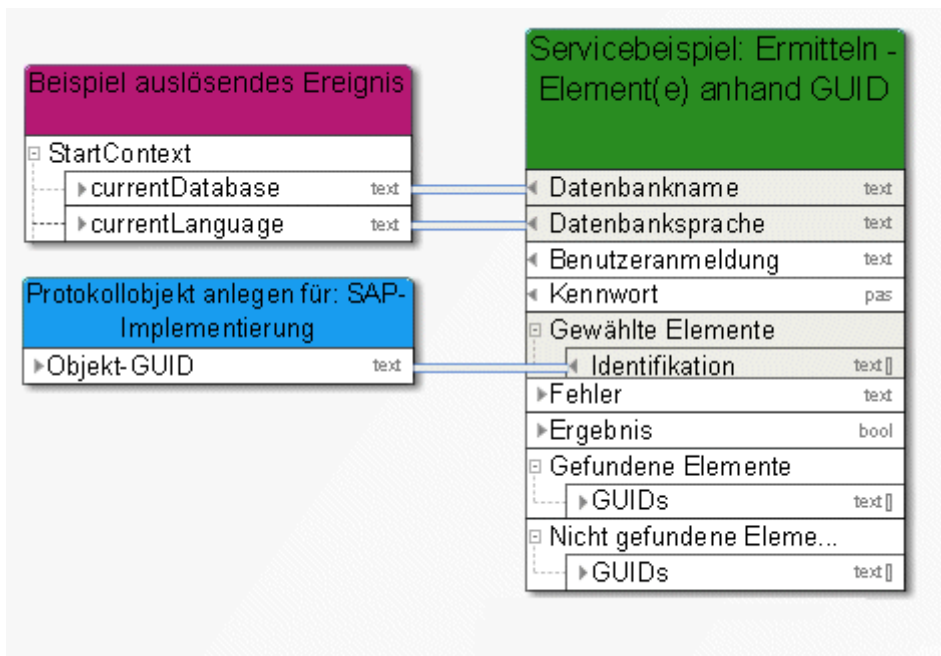 Beispiel auslösendes Ereignis
StartContext
currentDatabase text
currentLanguage text
Protokollobjekt anlegen für: SAP-
Implementierung
Objekt-GUID text
Servicebeispiel: Ermitteln -
Element(e) anhand GUID
Datenbankname text
Datenbanksprache text
Benutzeranmeldung text
Kennwort pas
Gewählte Elemente
Identifikation text[]
Fehler text
Ergebnis bool
Gefundene Elemente
GUIDs text[]
Nicht gefundene Eleme...
GUIDs text[]